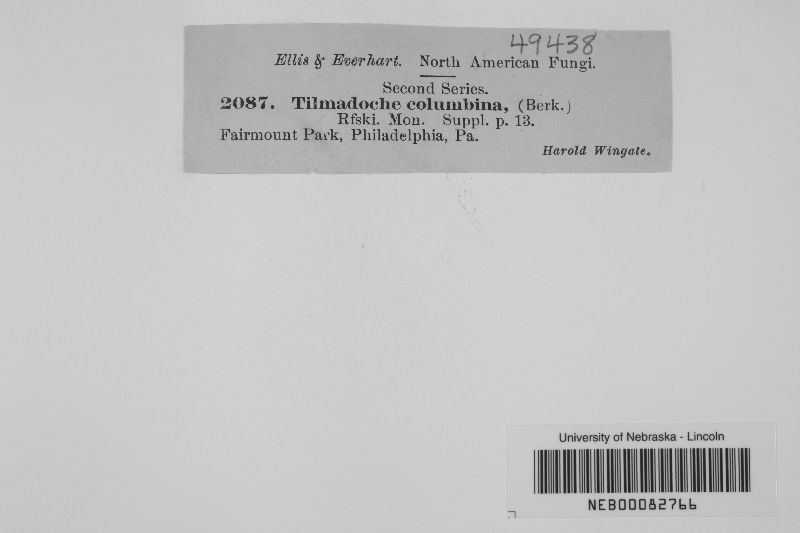 49438
Ellis & Everhart. North American Fungi.
Second Series.
2087. Tilmadoche columbina, (Berk.)
Rfski. Mon. Suppl. p. 13.
Fairmount Park, Philadelphia, Pa.
Harold Wingate.
University of Nebraska - Lincoln
NEB00082766